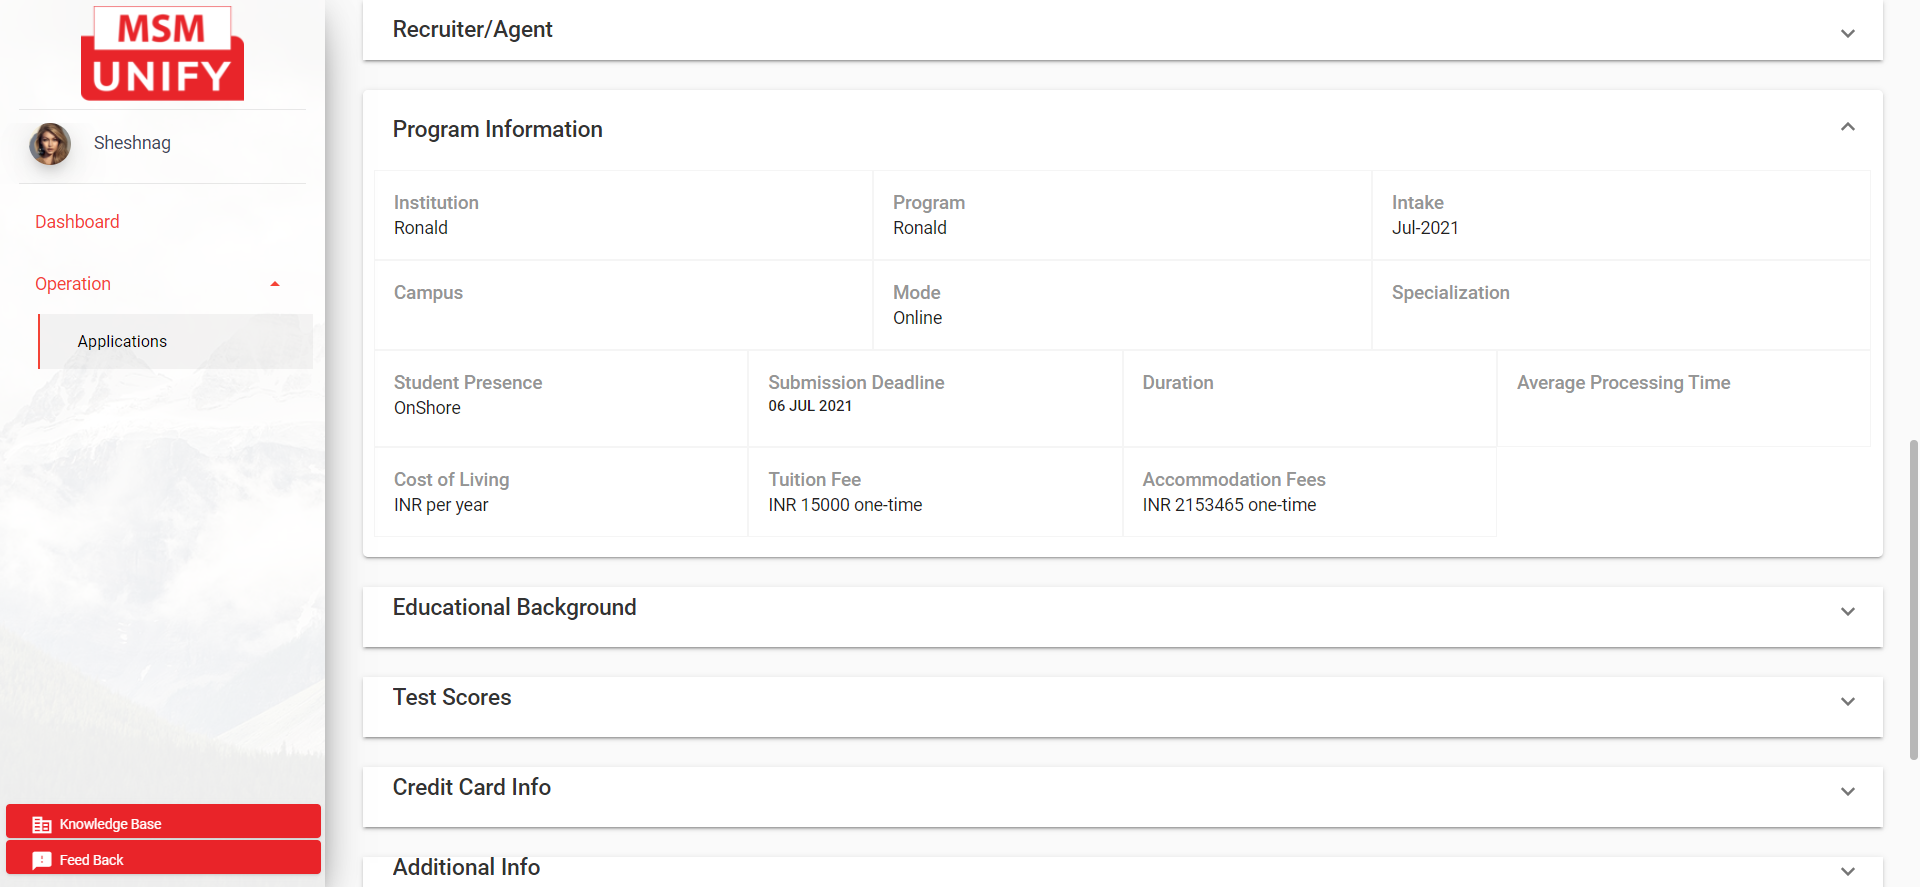 MSM
UNIFY
Sheshnag
Dashboard
Operation
Applications
Knowledge Base
Feed Back
Recruiter/Agent
Program Information
Institution
Ronald
Program
Ronald
Intake
Jul-2021
Campus
Mode
Online
Specialization
Student Presence
OnShore
Submission Deadline
06 JUL 2021
Duration
Average Processing Time
Cost of Living
INR per year
Tuition Fee
INR 15000 one-time
Accommodation Fees
INR 2153465 one-time
Educational Background
Test Scores
Credit Card Info
Additional Info